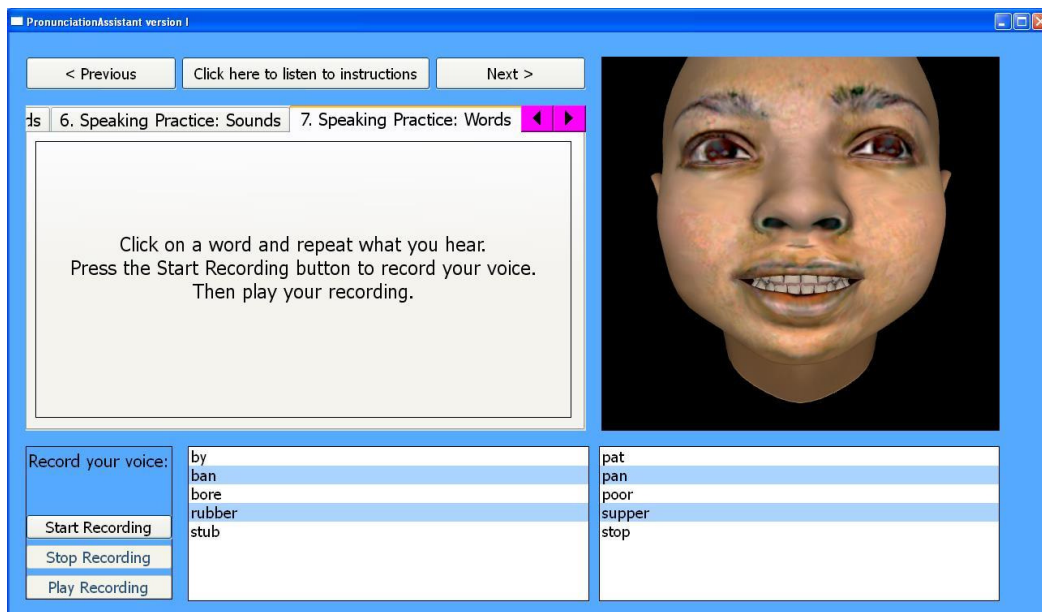 PronunciationAssistant version I
< Previous
Click here to listen to instructions
Next >
ds
6. Speaking Practice: Sounds
7. Speaking Practice: Words
Click on a word and repeat what you hear.
Press the Start Recording button to record your voice.
Then play your recording.
Record your voice:
Start Recording
Stop Recording
Play Recording
by
ban
bore
rubber
stub
pat
pan
poor
supper
stop